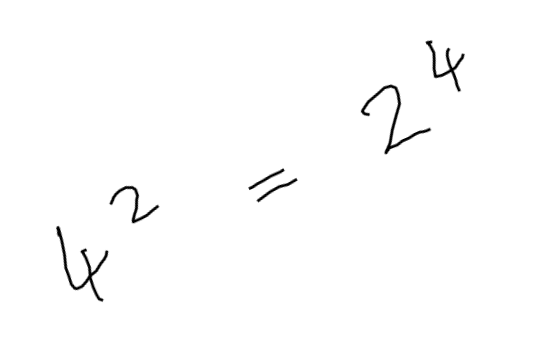 4² = 2⁴